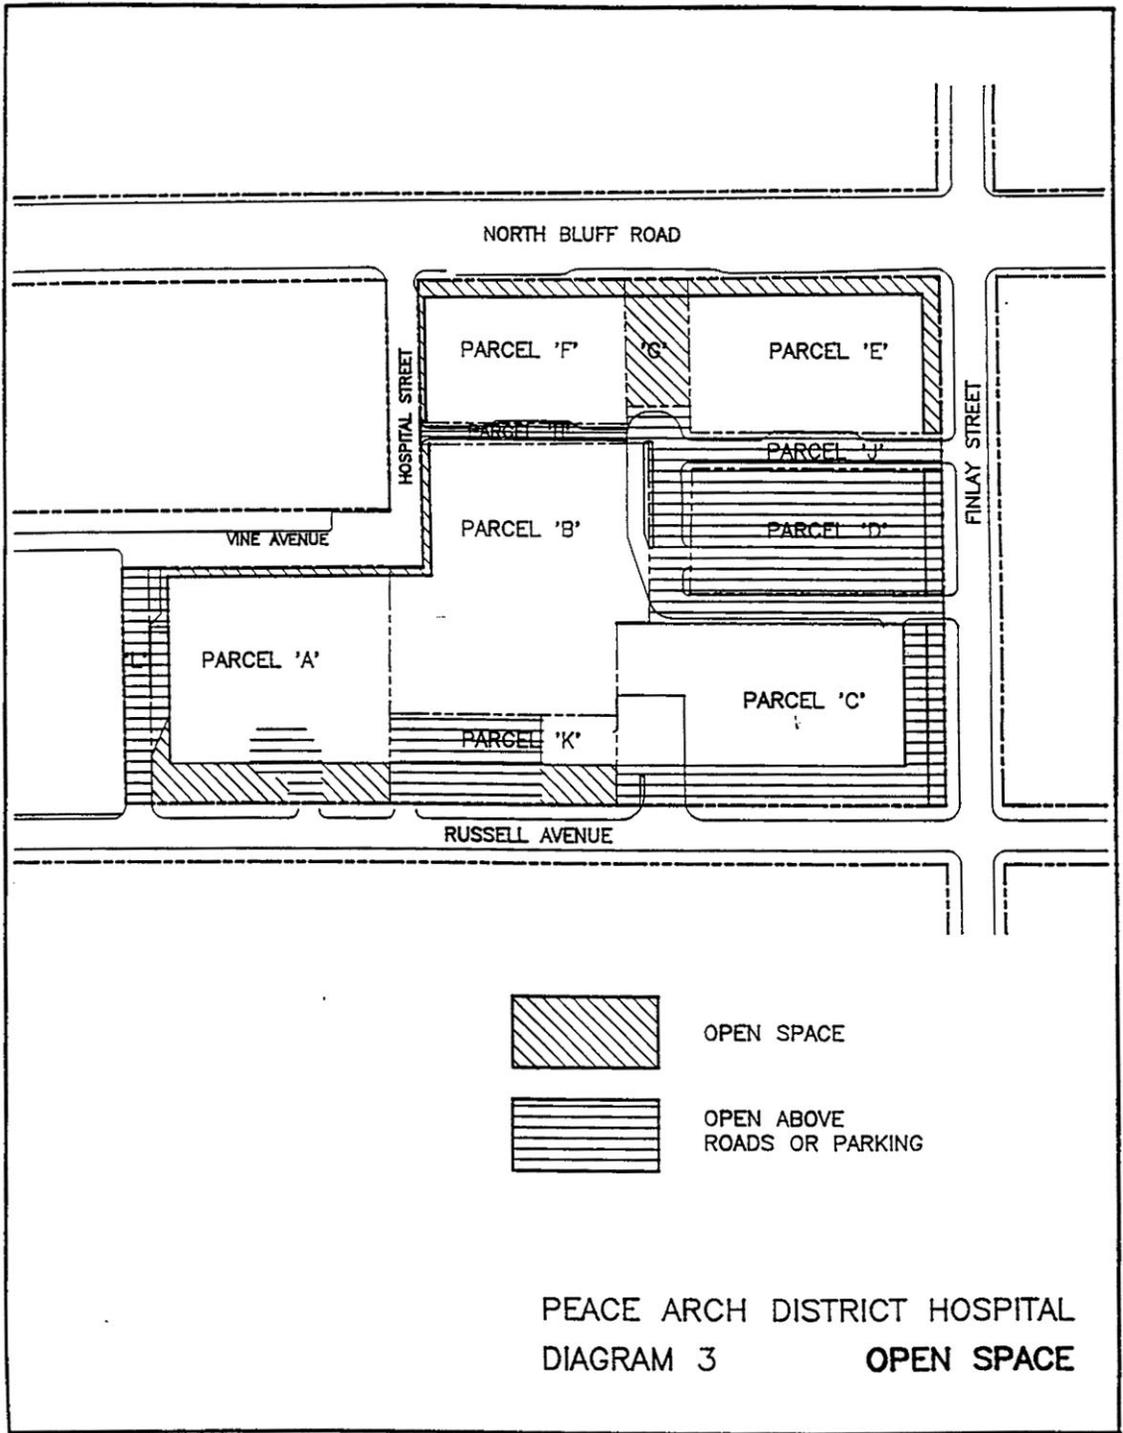 NORTH BLUFF ROAD
PARCEL 'F'
'G'
PARCEL 'E'
HOSPITAL STREET
FINLAY STREET
PARCEL 'H'
PARCEL 'J'
PARCEL 'B'
PARCEL 'D'
VINE AVENUE
'L'
PARCEL 'A'
PARCEL 'C'
PARCEL 'K'
RUSSELL AVENUE
OPEN SPACE
OPEN ABOVE
ROADS OR PARKING
PEACE ARCH DISTRICT HOSPITAL
DIAGRAM 3 OPEN SPACE